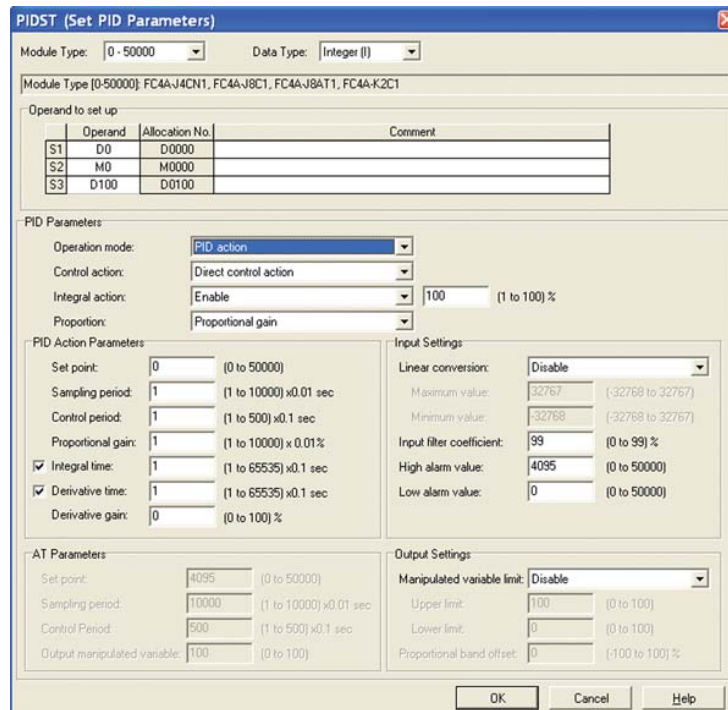 PIDST (Set PID Parameters)
Module Type: 0 - 50000 Data Type: Integer (I)
Module Type [0-50000]: FC4A-J4CN1, FC4A-J8C1, FC4A-J8AT1, FC4A-K2C1
Operand to set up
Operand Allocation No. Comment
S1 D0 D0000
S2 M0 M0000
S3 D100 D0100
PID Parameters
Operation mode: PID action
Control action: Direct control action
Integral action: Enable 100 (1 to 100) %
Proportion: Proportional gain
PID Action Parameters
Set point: 0 (0 to 50000)
Sampling period: 1 (1 to 10000) x0.01 sec
Control period: 1 (1 to 500) x0.1 sec
Proportional gain: 1 (1 to 10000) x 0.01%
Integral time: 1 (1 to 65535) x0.1 sec
Derivative time: 1 (1 to 65535) x0.1 sec
Derivative gain: 0 (0 to 100) %
Input Settings
Linear conversion: Disable
Maximum value: 32767 (-32768 to 32767)
Minimum value: -32768 (-32768 to 32767)
Input filter coefficient: 99 (0 to 99) %
High alarm value: 4095 (0 to 50000)
Low alarm value: 0 (0 to 50000)
AT Parameters
Set point: 4095 (0 to 50000)
Sampling period: 10000 (1 to 10000) x0.01 sec
Control Period: 500 (1 to 500) x0.1 sec
Output manipulated variable: 100 (0 to 100)
Output Settings
Manipulated variable limit: Disable
Upper limit: 100 (0 to 100)
Lower limit: 0 (0 to 100)
Proportional band offset: 0 (-100 to 100) %
OK Cancel Help